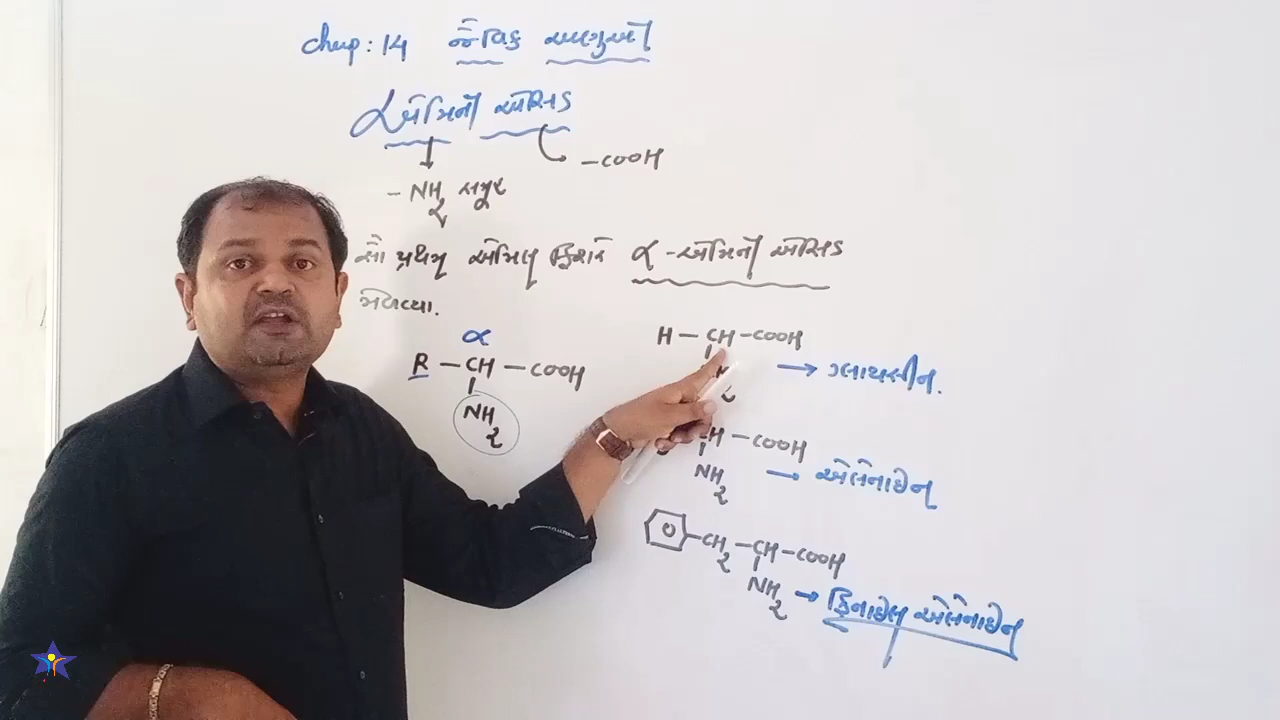 chap: 14 જૈવિક અણુઓ
α એમિનો એસિડ
-COOH
- NH2 સમૂહ
સૌ પ્રથમ એમિલ ફિશરે α-એમિનો એસિડ
મેળવ્યા.
α
R - CH - COOH
NH2
H - CH - COOH
→ ગ્લાયસીન.
H - COOH
NH2 → એલેનાઇન
CH2 - CH - COOH
NH2 → ફિનાઇલ એલેનાઇન